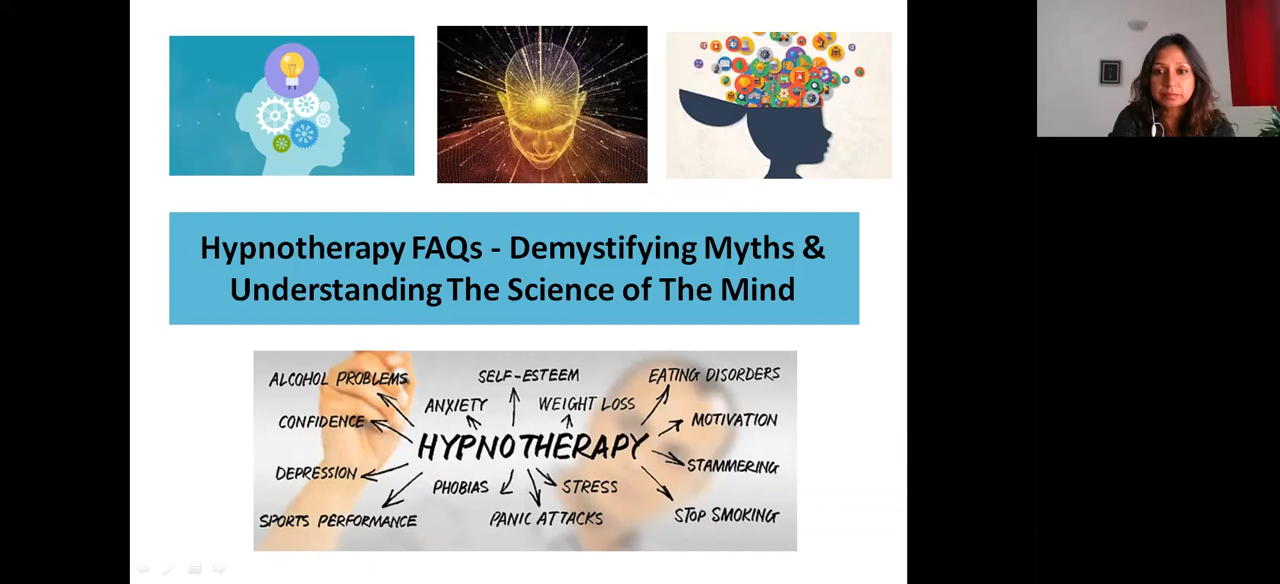 Hypnotherapy FAQs - Demystifying Myths &
Understanding The Science of The Mind
ALCOHOL PROBLEMS
SELF-ESTEEM
EATING DISORDERS
ANXIETY
WEIGHT LOSS
CONFIDENCE
MOTIVATION
HYPNOTHERAPY
DEPRESSION
STAMMERING
PHOBIAS
STRESS
SPORTS PERFORMANCE
PANIC ATTACKS
STOP SMOKING